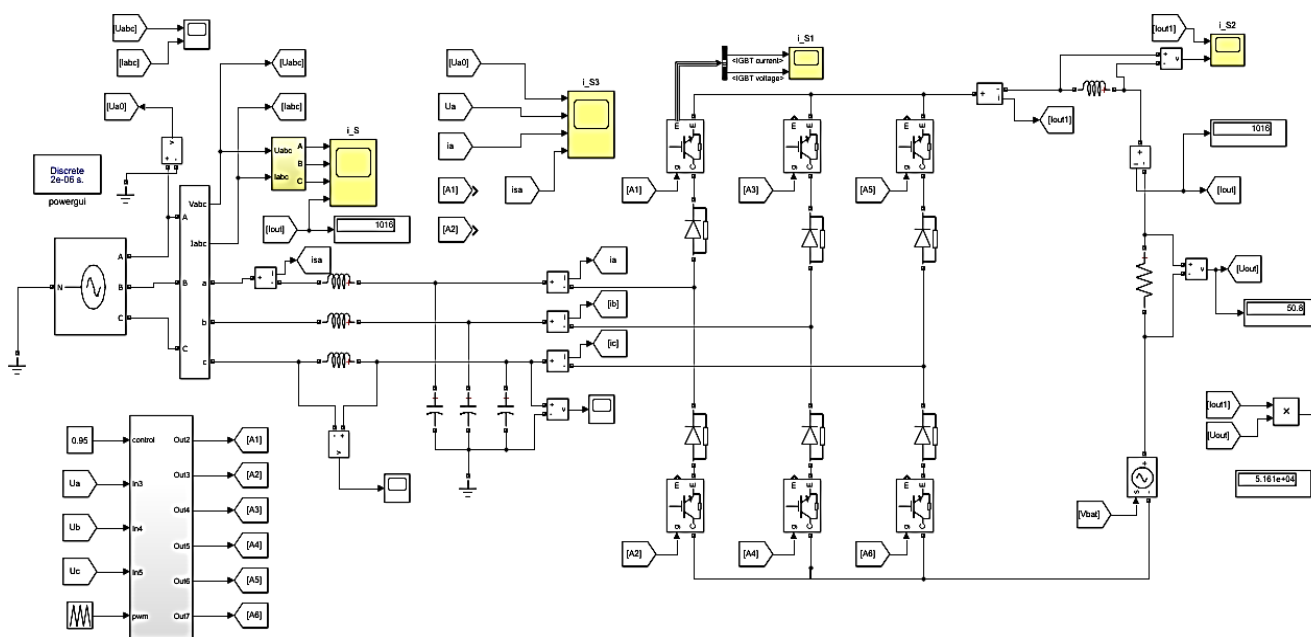 [Uabc]
[Iabc]
[Ua0]
Discrete
2e-06 s.
powergui
N
A
B
C
A
B
C
Vabc
Iabc
a
b
c
[Uabc]
[Iabc]
Uabc
Iabc
A
B
C
i_S
[Iout]
1016
isa
[Ua0]
Ua
ia
isa
i_S3
[A1]
[A2]
ia
[ib]
[ic]
i_S1
<IGBT current>
<IGBT voltage>
[A1]
[A3]
[A5]
[A2]
[A4]
[A6]
[Iout1]
[Iout1]
i_S2
1016
[Iout]
[Uout]
50.8
[Iout1]
[Uout]
×
5.161e+04
[Vbat]
0.95
Ua
Ub
Uc
control
In3
In4
In5
pwm
Out2
Out3
Out4
Out5
Out6
Out7
[A1]
[A2]
[A3]
[A4]
[A5]
[A6]